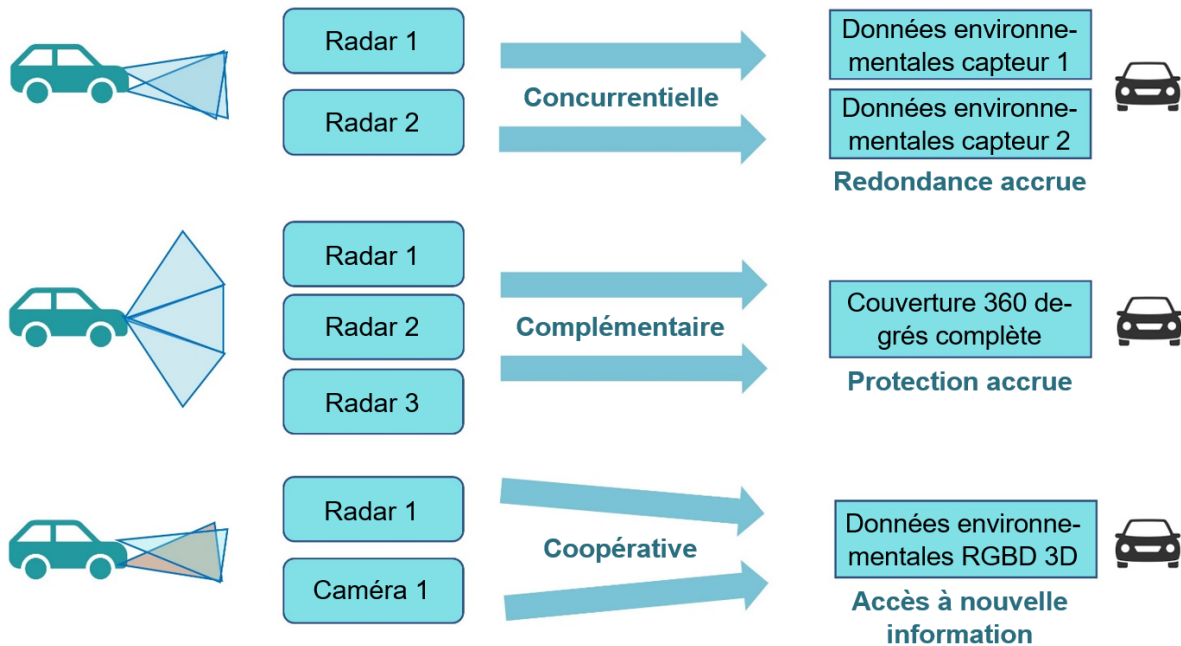 Radar 1
Radar 2
Concurrentielle
Données environne-
mentales capteur 1
Données environne-
mentales capteur 2
Redondance accrue
Radar 1
Radar 2
Radar 3
Complémentaire
Couverture 360 de-
grés complète
Protection accrue
Radar 1
Caméra 1
Coopérative
Données environne-
mentales RGBD 3D
Accès à nouvelle
information